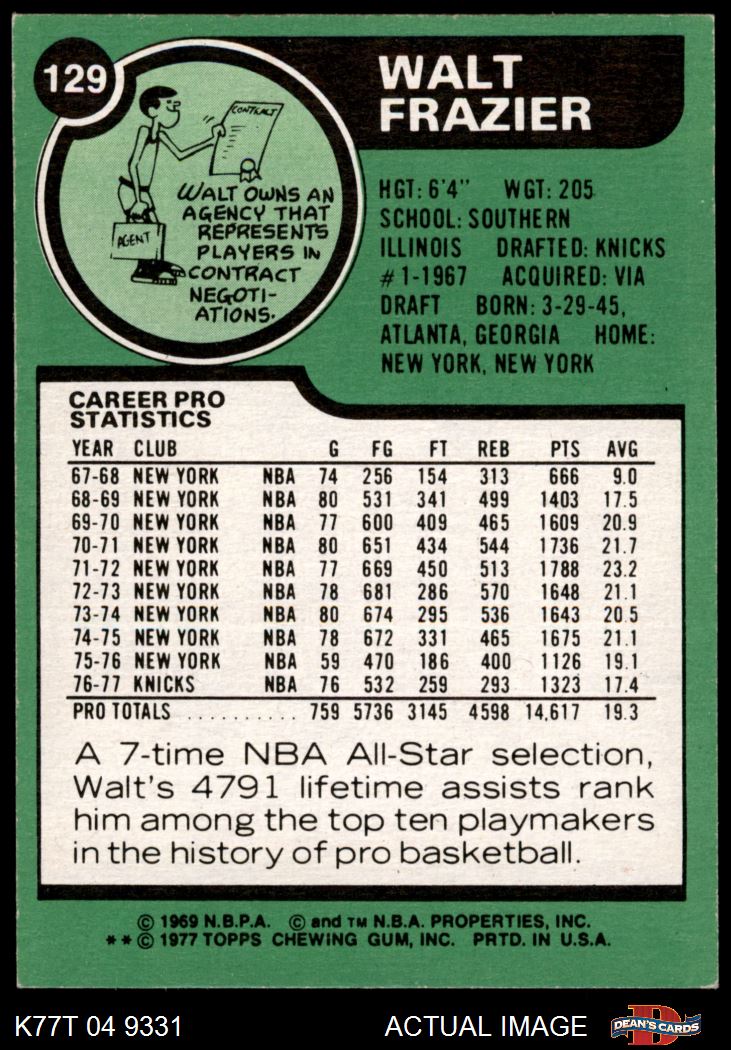 129
WALT
FRAZIER
CONTRACT
WALT OWNS AN
AGENCY THAT
REPRESENTS
PLAYERS IN
CONTRACT
NEGOTI-
ATIONS.
AGENT
HGT: 6'4" WGT: 205
SCHOOL: SOUTHERN
ILLINOIS DRAFTED: KNICKS
#1-1967 ACQUIRED: VIA
DRAFT BORN: 3-29-45,
ATLANTA, GEORGIA HOME:
NEW YORK, NEW YORK
CAREER PRO
STATISTICS
YEAR CLUB G FG FT REB PTS AVG
67-68 NEW YORK NBA 74 256 154 313 666 9.0
68-69 NEW YORK NBA 80 531 341 499 1403 17.5
69-70 NEW YORK NBA 77 600 409 465 1609 20.9
70-71 NEW YORK NBA 80 651 434 544 1736 21.7
71-72 NEW YORK NBA 77 669 450 513 1788 23.2
72-73 NEW YORK NBA 78 681 286 570 1648 21.1
73-74 NEW YORK NBA 80 674 295 536 1643 20.5
74-75 NEW YORK NBA 78 672 331 465 1675 21.1
75-76 NEW YORK NBA 59 470 186 400 1126 19.1
76-77 KNICKS NBA 76 532 259 293 1323 17.4
PRO TOTALS .......... 759 5736 3145 4598 14,617 19.3
A 7-time NBA All-Star selection,
Walt's 4791 lifetime assists rank
him among the top ten playmakers
in the history of pro basketball.
© 1969 N.B.P.A. © and TM N.B.A. PROPERTIES, INC.
**© 1977 TOPPS CHEWING GUM, INC. PRTD. IN U.S.A.
K77T 04 9331
ACTUAL IMAGE
D
DEAN'S CARDS